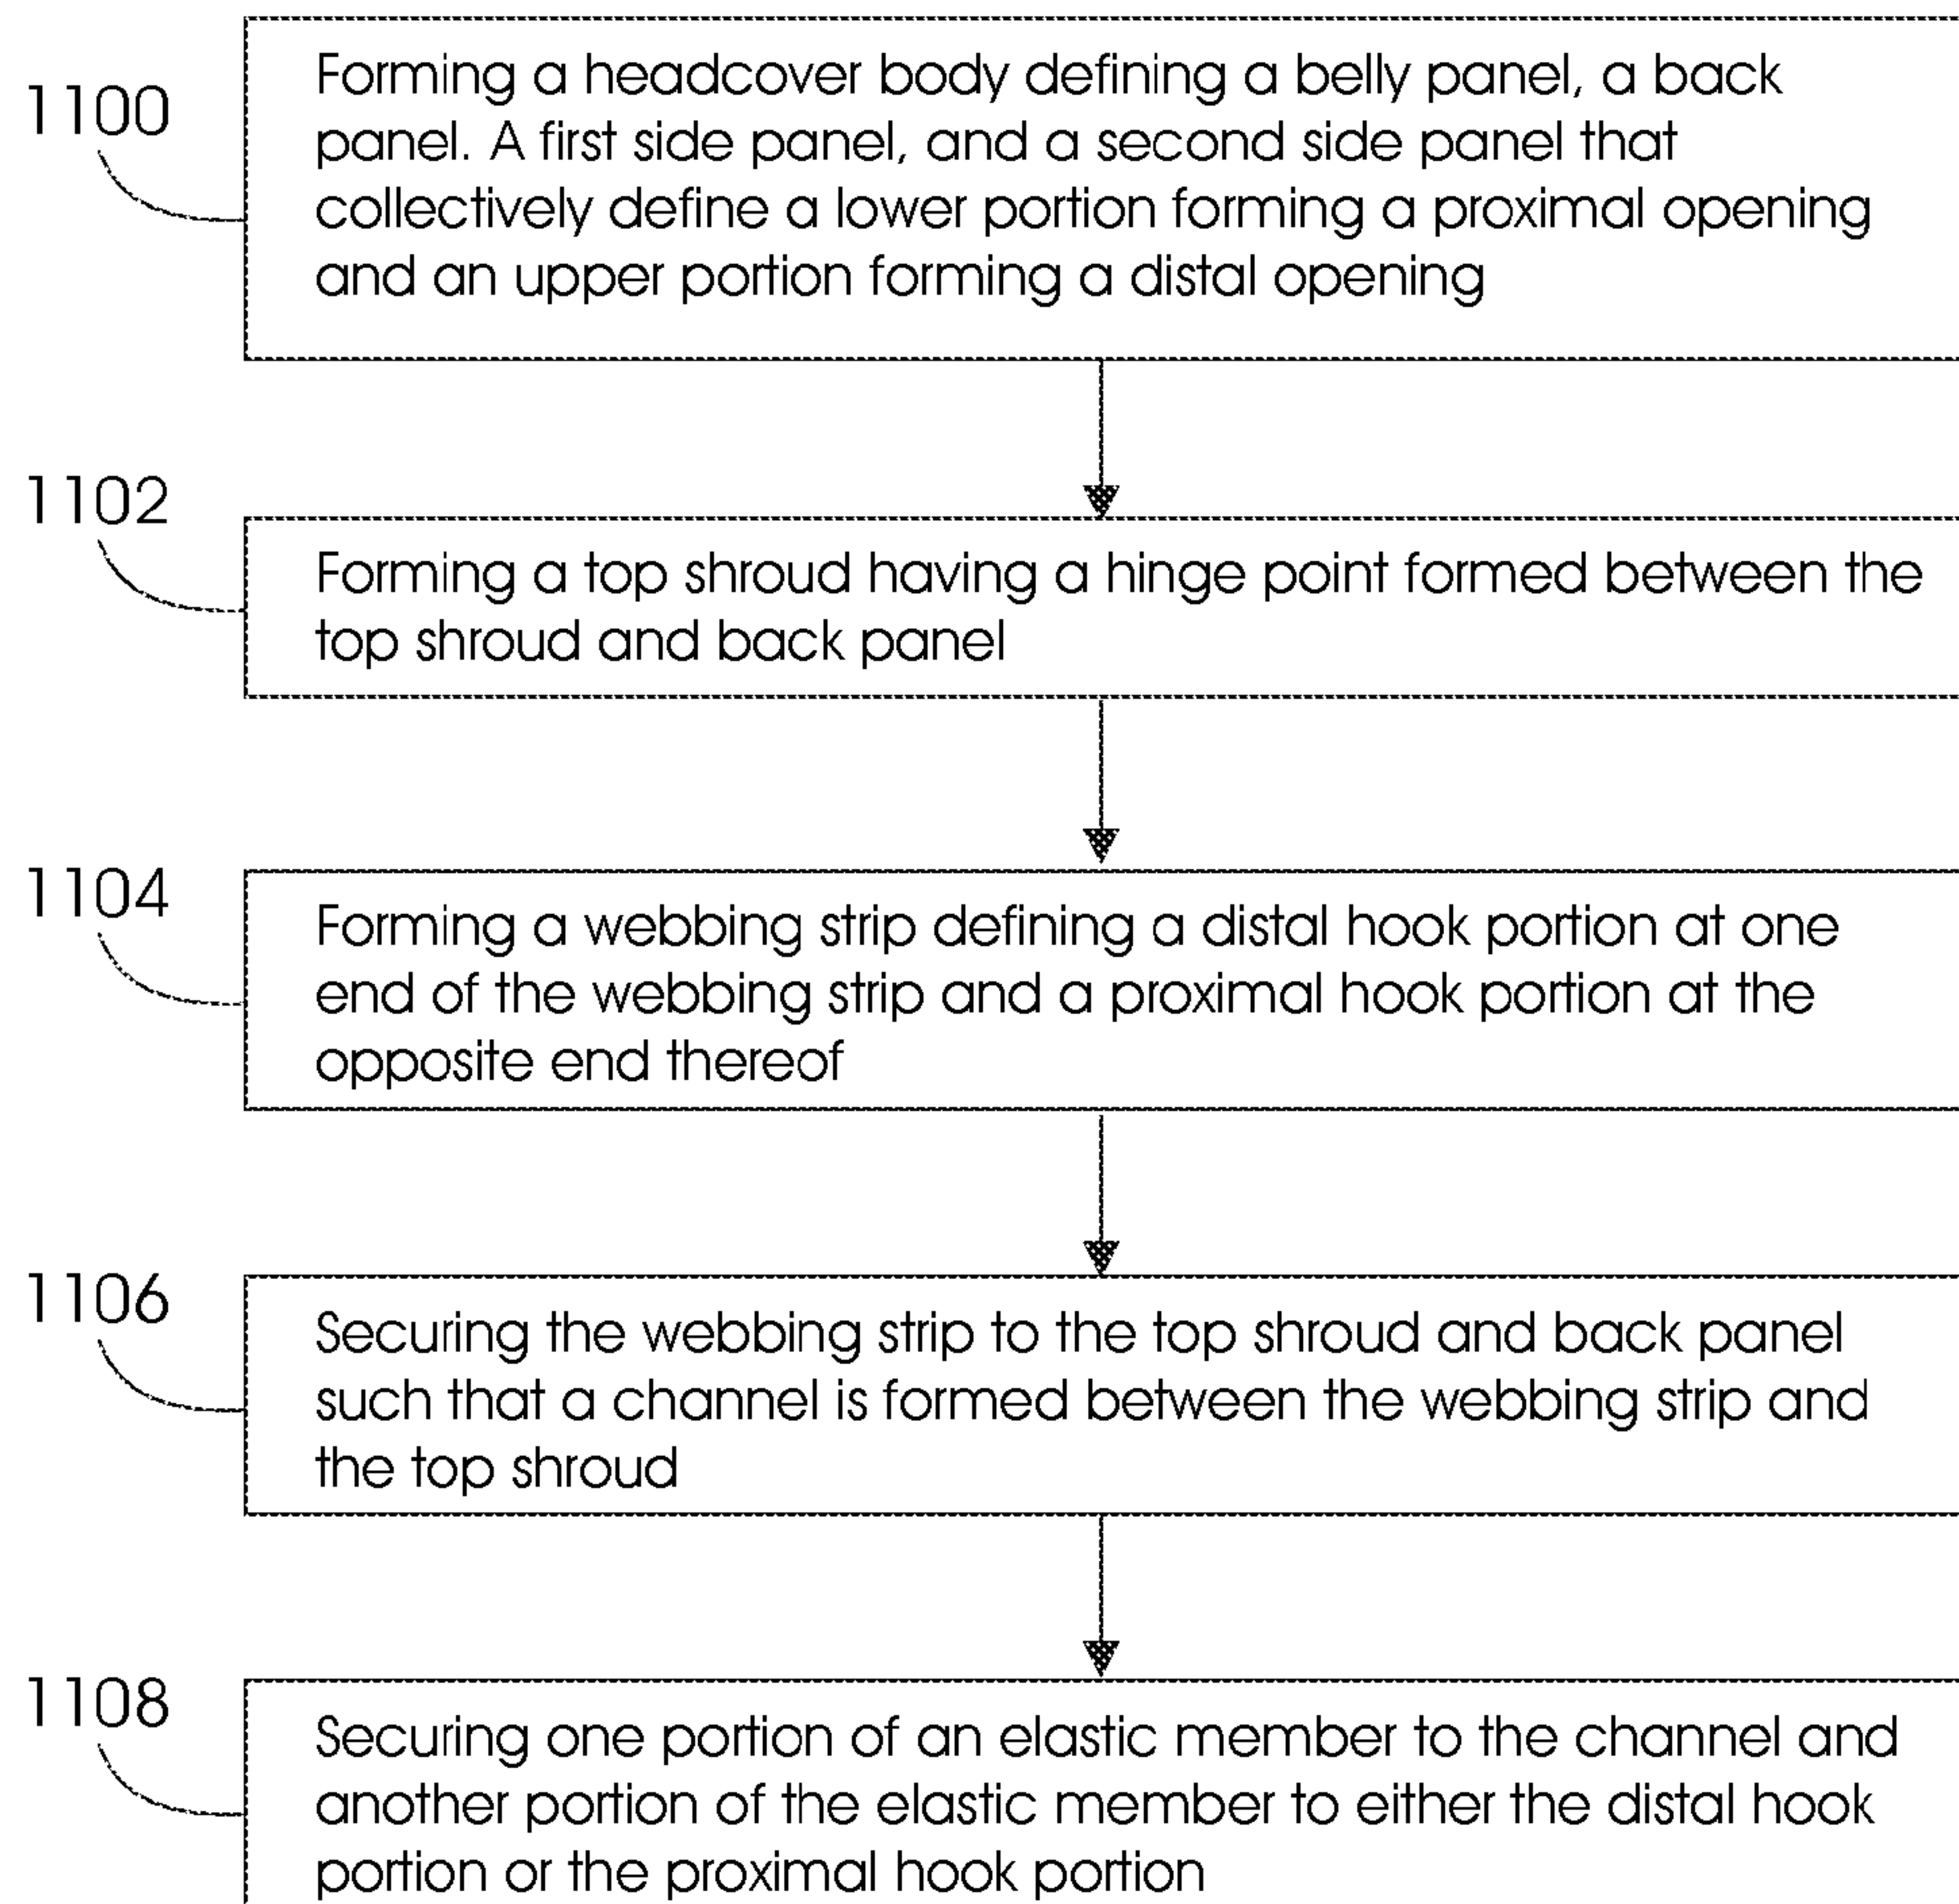 1100
Forming a headcover body defining a belly panel, a back
panel. A first side panel, and a second side panel that
collectively define a lower portion forming a proximal opening
and an upper portion forming a distal opening
1102
Forming a top shroud having a hinge point formed between the
top shroud and back panel
1104
Forming a webbing strip defining a distal hook portion at one
end of the webbing strip and a proximal hook portion at the
opposite end thereof
1106
Securing the webbing strip to the top shroud and back panel
such that a channel is formed between the webbing strip and
the top shroud
1108
Securing one portion of an elastic member to the channel and
another portion of the elastic member to either the distal hook
portion or the proximal hook portion